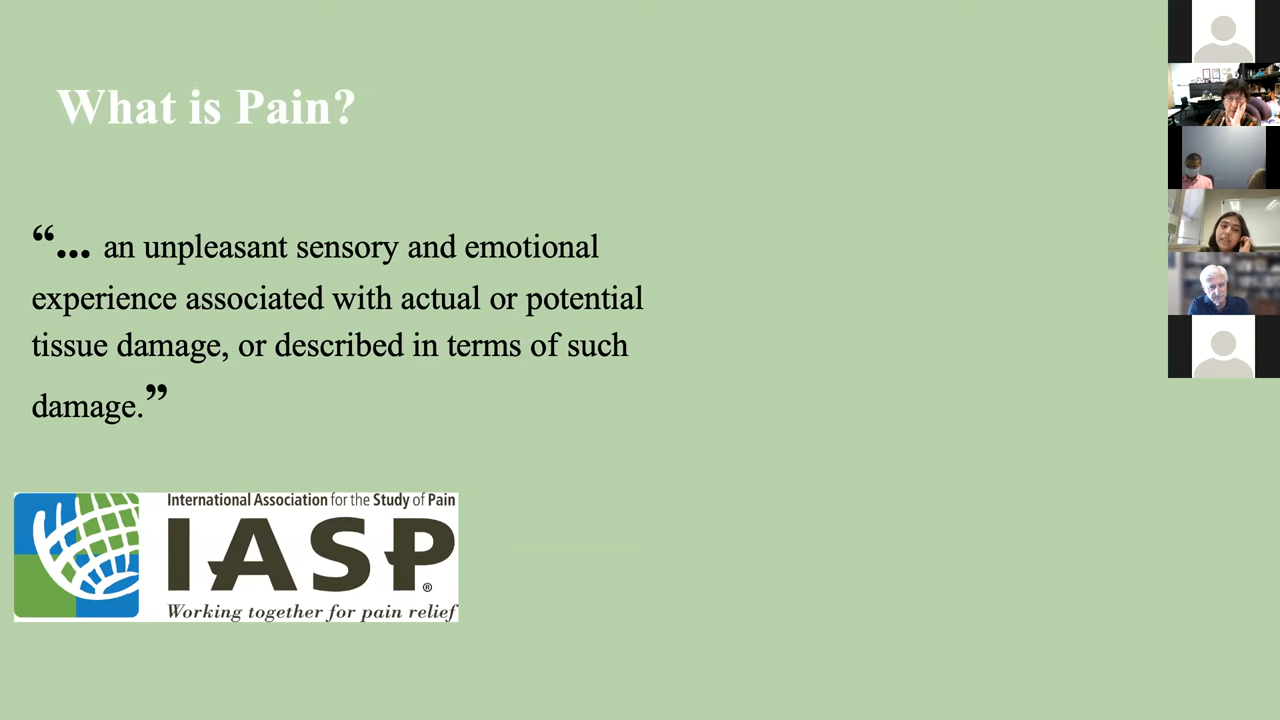 What is Pain?
“... an unpleasant sensory and emotional
experience associated with actual or potential
tissue damage, or described in terms of such
damage.”
International Association for the Study of Pain
IASP®
Working together for pain relief